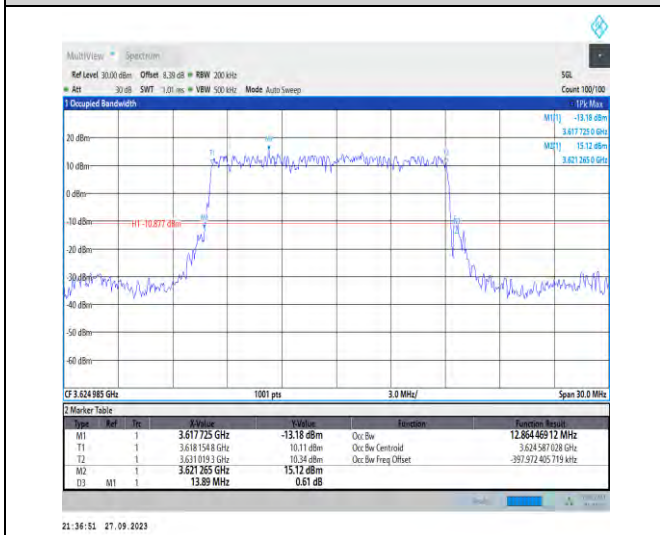 MultiView Spectrum
Ref Level 30.00 dBm Offset 8.39 dB RBW 200 kHz SGL
Att 30 dB SWT 1.01 ms VBW 500 kHz Mode Auto Sweep Count 100/100
1 Occupied Bandwidth 1Pk Max
M1[1] -13.18 dBm
3.617 725 0 GHz
M2[1] 15.12 dBm
3.621 265 0 GHz
20 dBm
10 dBm
0 dBm
-10 dBm
H1 -10.877 dBm
-20 dBm
-30 dBm
-40 dBm
-50 dBm
-60 dBm
T1
M2
CF 3.624 985 GHz 1001 pts 3.0 MHz/ Span 30.0 MHz
2 Marker Table
Type Ref Trc X-Value Y-Value Function Function Result
M1 1 3.617725 GHz -13.18 dBm Occ Bw 12.864 469 12 MHz
T1 1 3.618 154 8 GHz 10.11 dBm Occ Bw Centroid 3.624 587 028 GHz
T2 1 3.631 019 3 GHz 10.34 dBm Occ Bw Freq Offset -397.972 405 719 kHz
M2 1 3.621 265 GHz 15.12 dBm
D3 M1 1 13.89 MHz 0.61 dB
21:36:51 27.09.2023